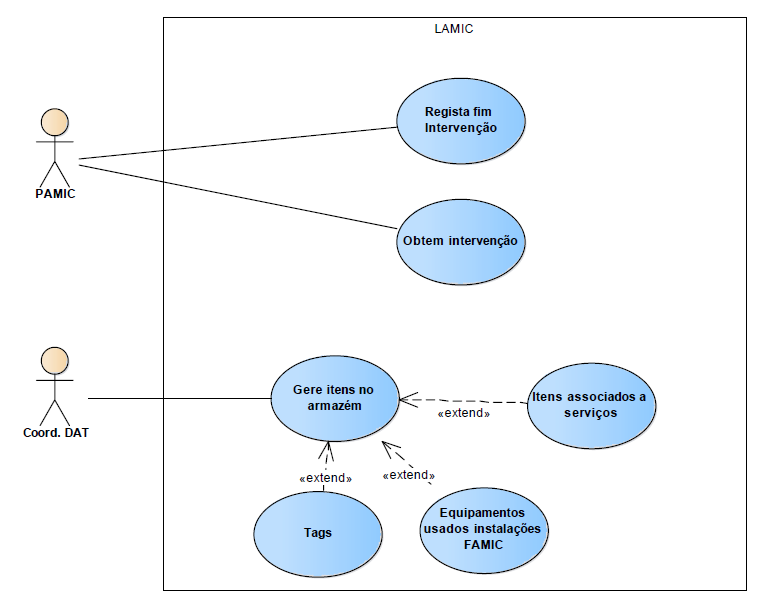 LAMIC
Regista fim
Intervenção
PAMIC
Obtem intervenção
Gere itens no
armazém
Itens associados a
serviços
«extend»
Coord. DAT
«extend»
«extend»
Equipamentos
usados instalações
FAMIC
Tags